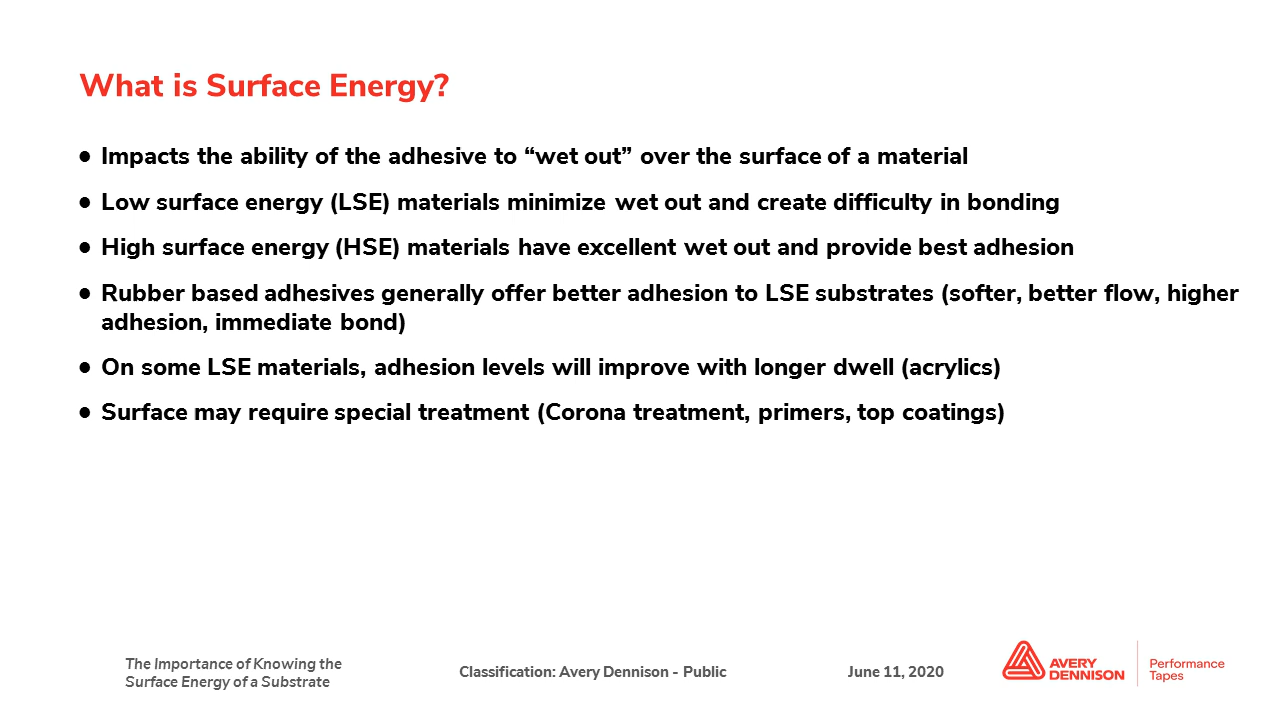 What is Surface Energy?
● Impacts the ability of the adhesive to “wet out” over the surface of a material
● Low surface energy (LSE) materials minimize wet out and create difficulty in bonding
● High surface energy (HSE) materials have excellent wet out and provide best adhesion
● Rubber based adhesives generally offer better adhesion to LSE substrates (softer, better flow, higher
adhesion, immediate bond)
● On some LSE materials, adhesion levels will improve with longer dwell (acrylics)
● Surface may require special treatment (Corona treatment, primers, top coatings)
The Importance of Knowing the
Surface Energy of a Substrate
Classification: Avery Dennison - Public
June 11, 2020
AVERY
DENNISON
Performance
Tapes